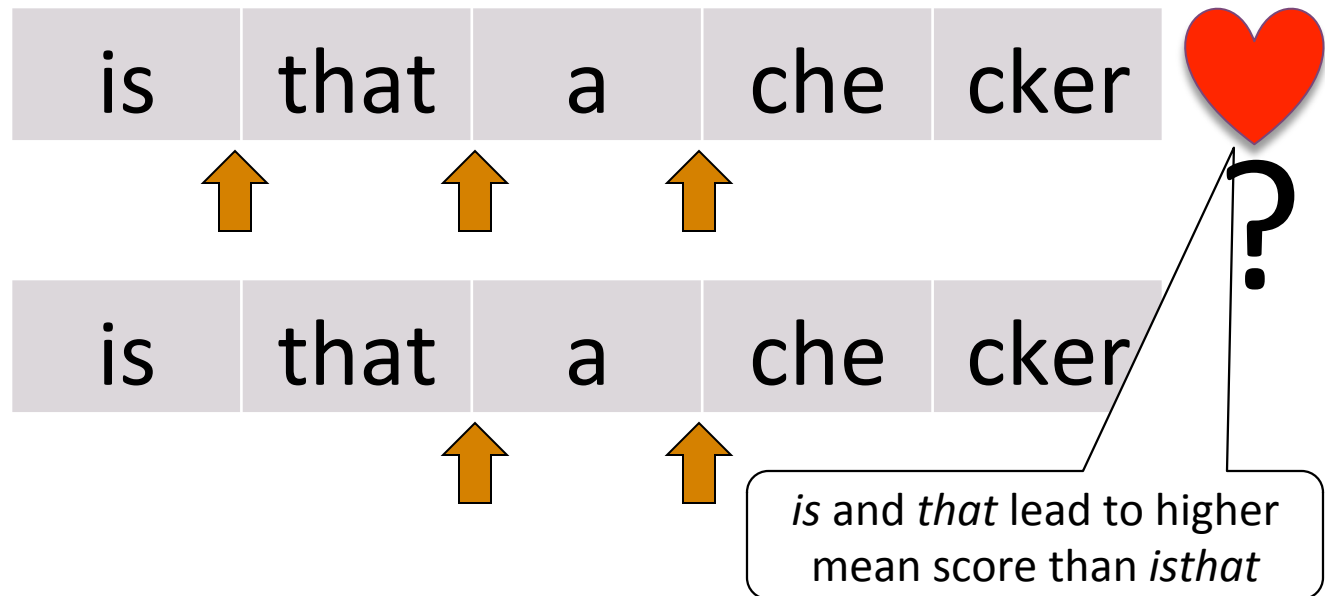 is that a che cker
?
is that a che cker
is and that lead to higher
mean score than isthat